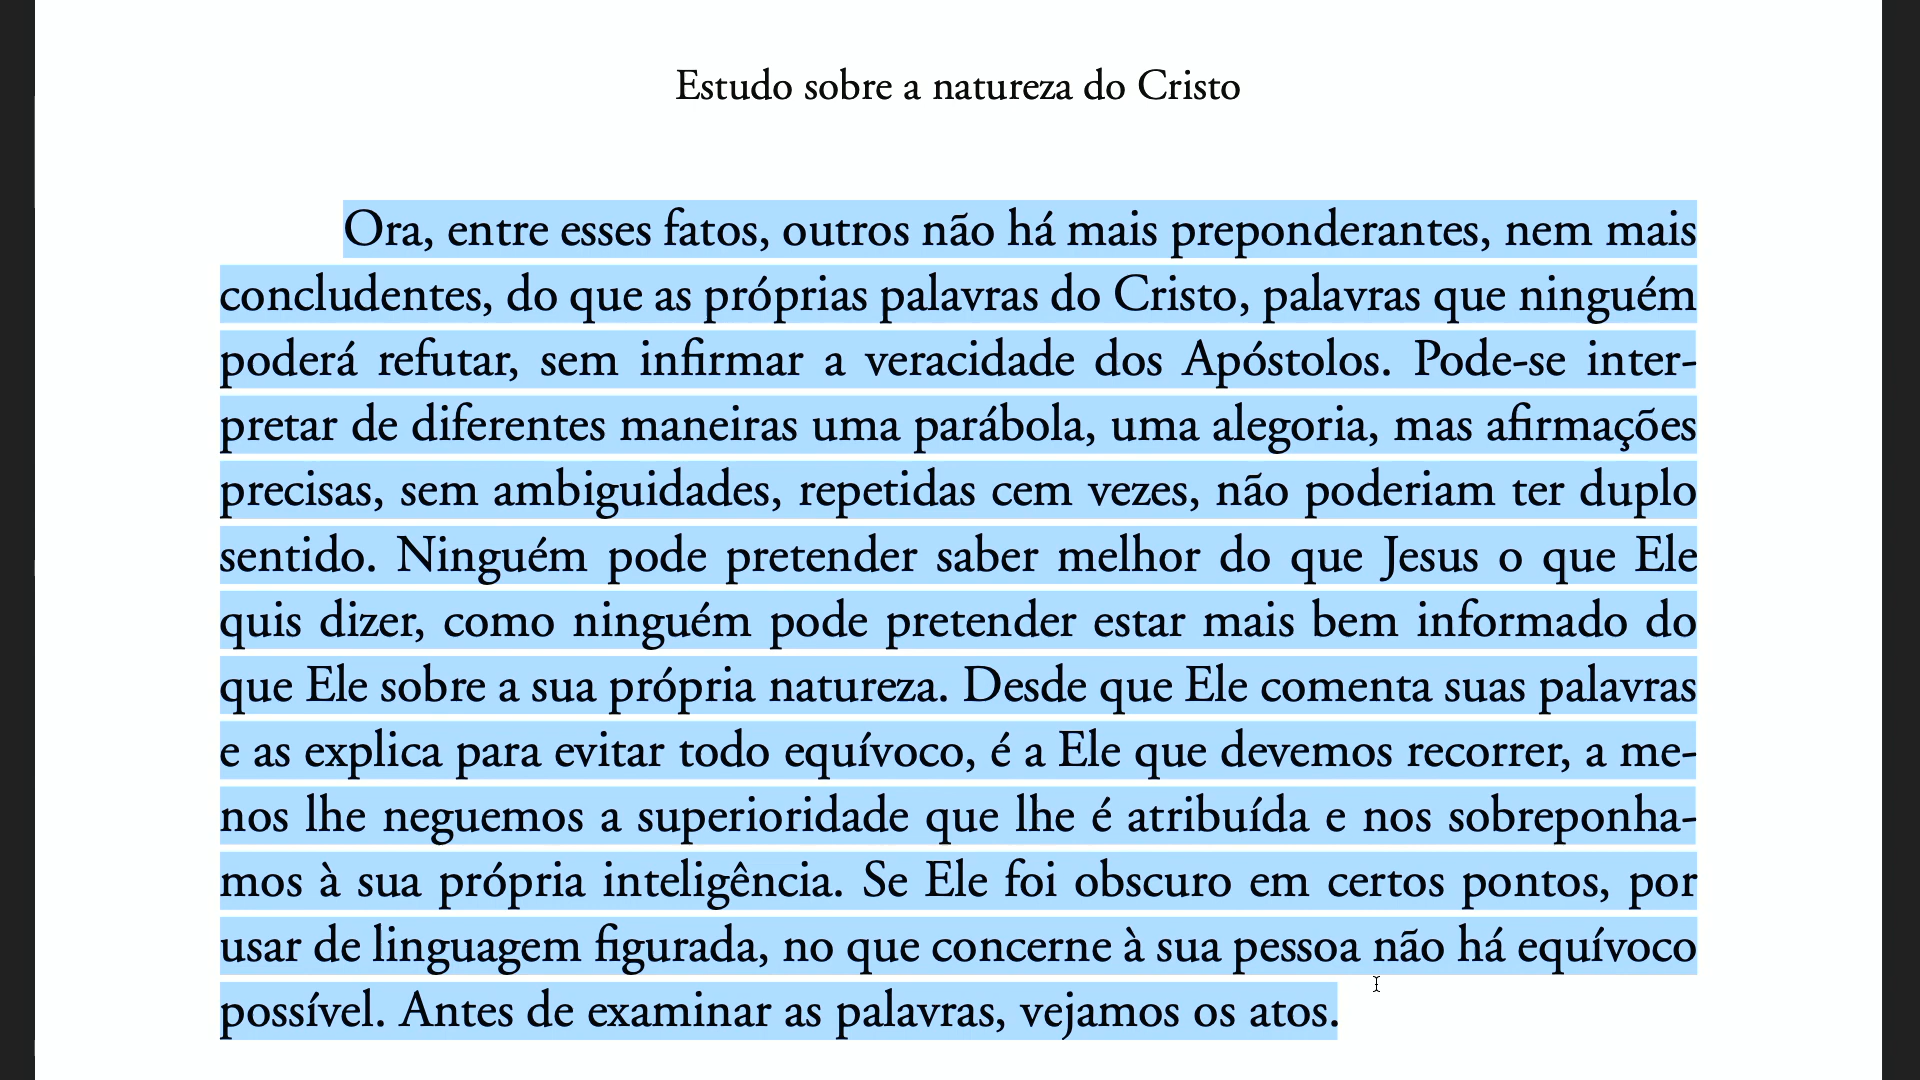 Estudo sobre a natureza do Cristo
Ora, entre esses fatos, outros não há mais preponderantes, nem mais
concludentes, do que as próprias palavras do Cristo, palavras que ninguém
poderá refutar, sem infirmar a veracidade dos Apóstolos. Pode-se inter-
pretar de diferentes maneiras uma parábola, uma alegoria, mas afirmações
precisas, sem ambiguidades, repetidas cem vezes, não poderiam ter duplo
sentido. Ninguém pode pretender saber melhor do que Jesus o que Ele
quis dizer, como ninguém pode pretender estar mais bem informado do
que Ele sobre a sua própria natureza. Desde que Ele comenta suas palavras
e as explica para evitar todo equívoco, é a Ele que devemos recorrer, a me-
nos lhe neguemos a superioridade que lhe é atribuída e nos sobreponha-
mos à sua própria inteligência. Se Ele foi obscuro em certos pontos, por
usar de linguagem figurada, no que concerne à sua pessoa não há equívoco
possível. Antes de examinar as palavras, vejamos os atos.